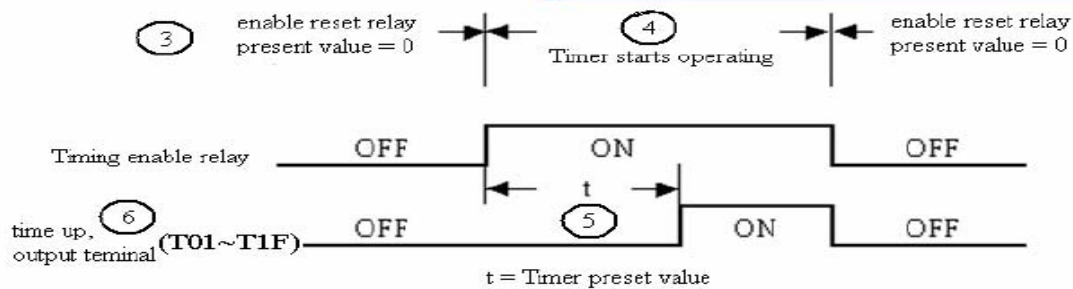 3 enable reset relay 4 enable reset relay
present value = 0 Timer starts operating present value = 0
Timing enable relay OFF ON OFF
t
time up, 6 OFF 5 ON OFF
output teminal (T01~T1F)
t = Timer preset value